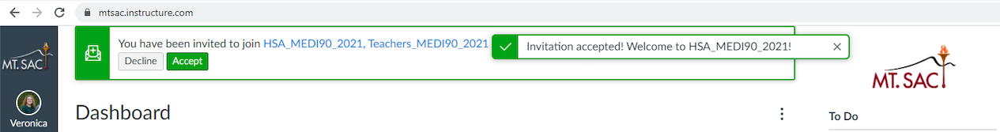 mtsac.instructure.com
MT. SAC
You have been invited to join HSA_MEDI90_2021, Teachers_MEDI90_2021
Decline Accept
Invitation accepted! Welcome to HSA_MEDI90_2021!
MT. SAC
Veronica
Dashboard
To Do